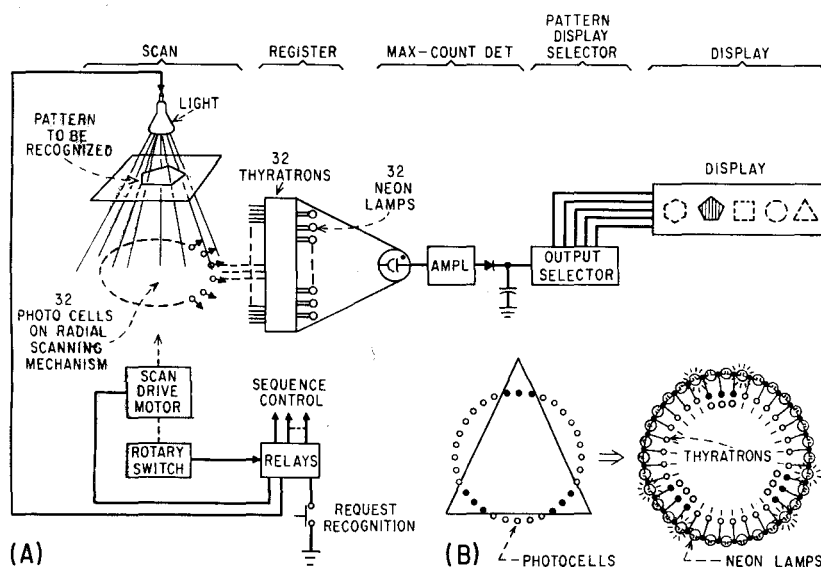 SCAN
REGISTER
MAX-COUNT DET
PATTERN
DISPLAY
SELECTOR
DISPLAY
LIGHT
PATTERN
TO BE
RECOGNIZED
32
THYRATRONS
32
NEON
LAMPS
DISPLAY
AMPL
OUTPUT
SELECTOR
32
PHOTO CELLS
ON RADIAL
SCANNING
MECHANISM
SCAN
DRIVE
MOTOR
SEQUENCE
CONTROL
ROTARY
SWITCH
RELAYS
REQUEST
RECOGNITION
THYRATRONS
(A)
(B)
PHOTOCELLS
NEON LAMPS